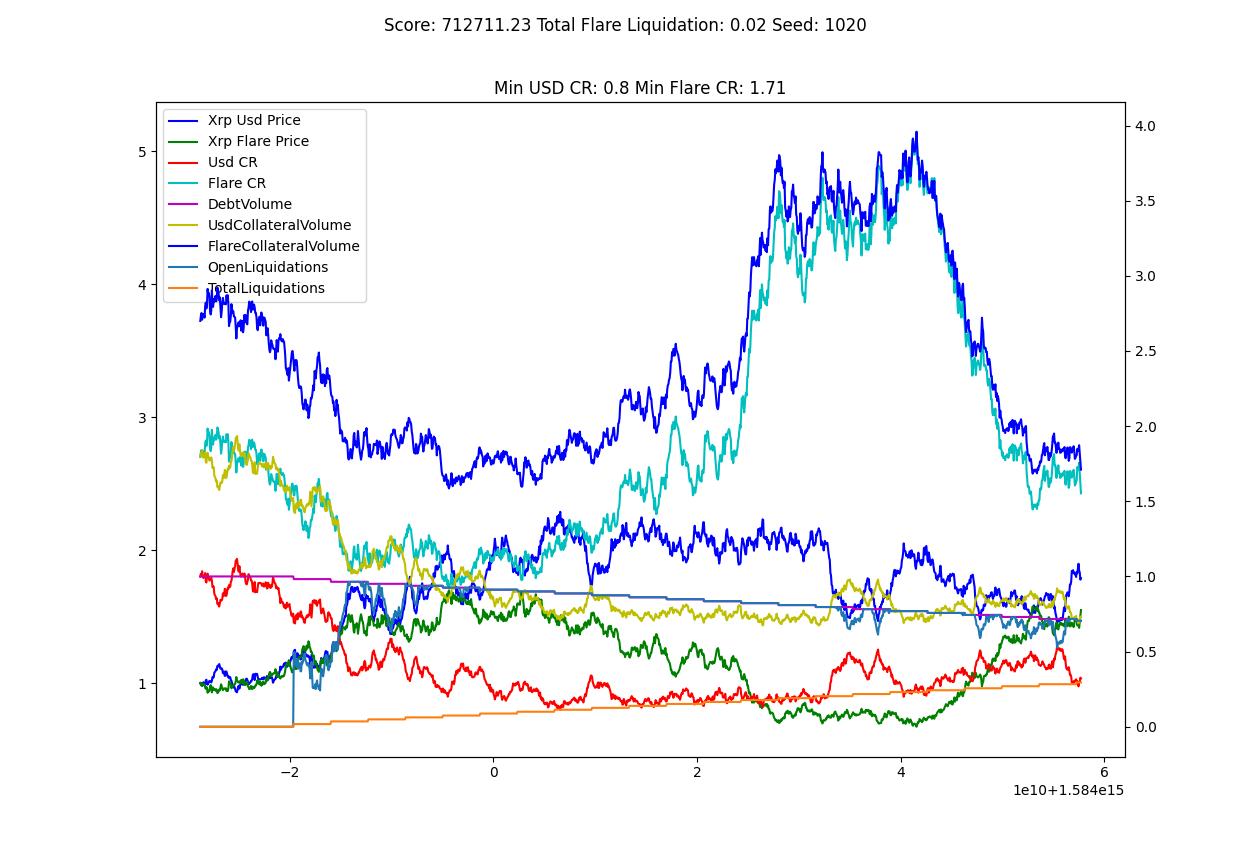 Score: 712711.23 Total Flare Liquidation: 0.02 Seed: 1020
Min USD CR: 0.8 Min Flare CR: 1.71
Xrp Usd Price
Xrp Flare Price
Usd CR
Flare CR
DebtVolume
UsdCollateralVolume
FlareCollateralVolume
OpenLiquidations
TotalLiquidations
5
4
3
2
1
4.0
3.5
3.0
2.5
2.0
1.5
1.0
0.5
0.0
−2 0 2 4 6
1e10+1.584e15